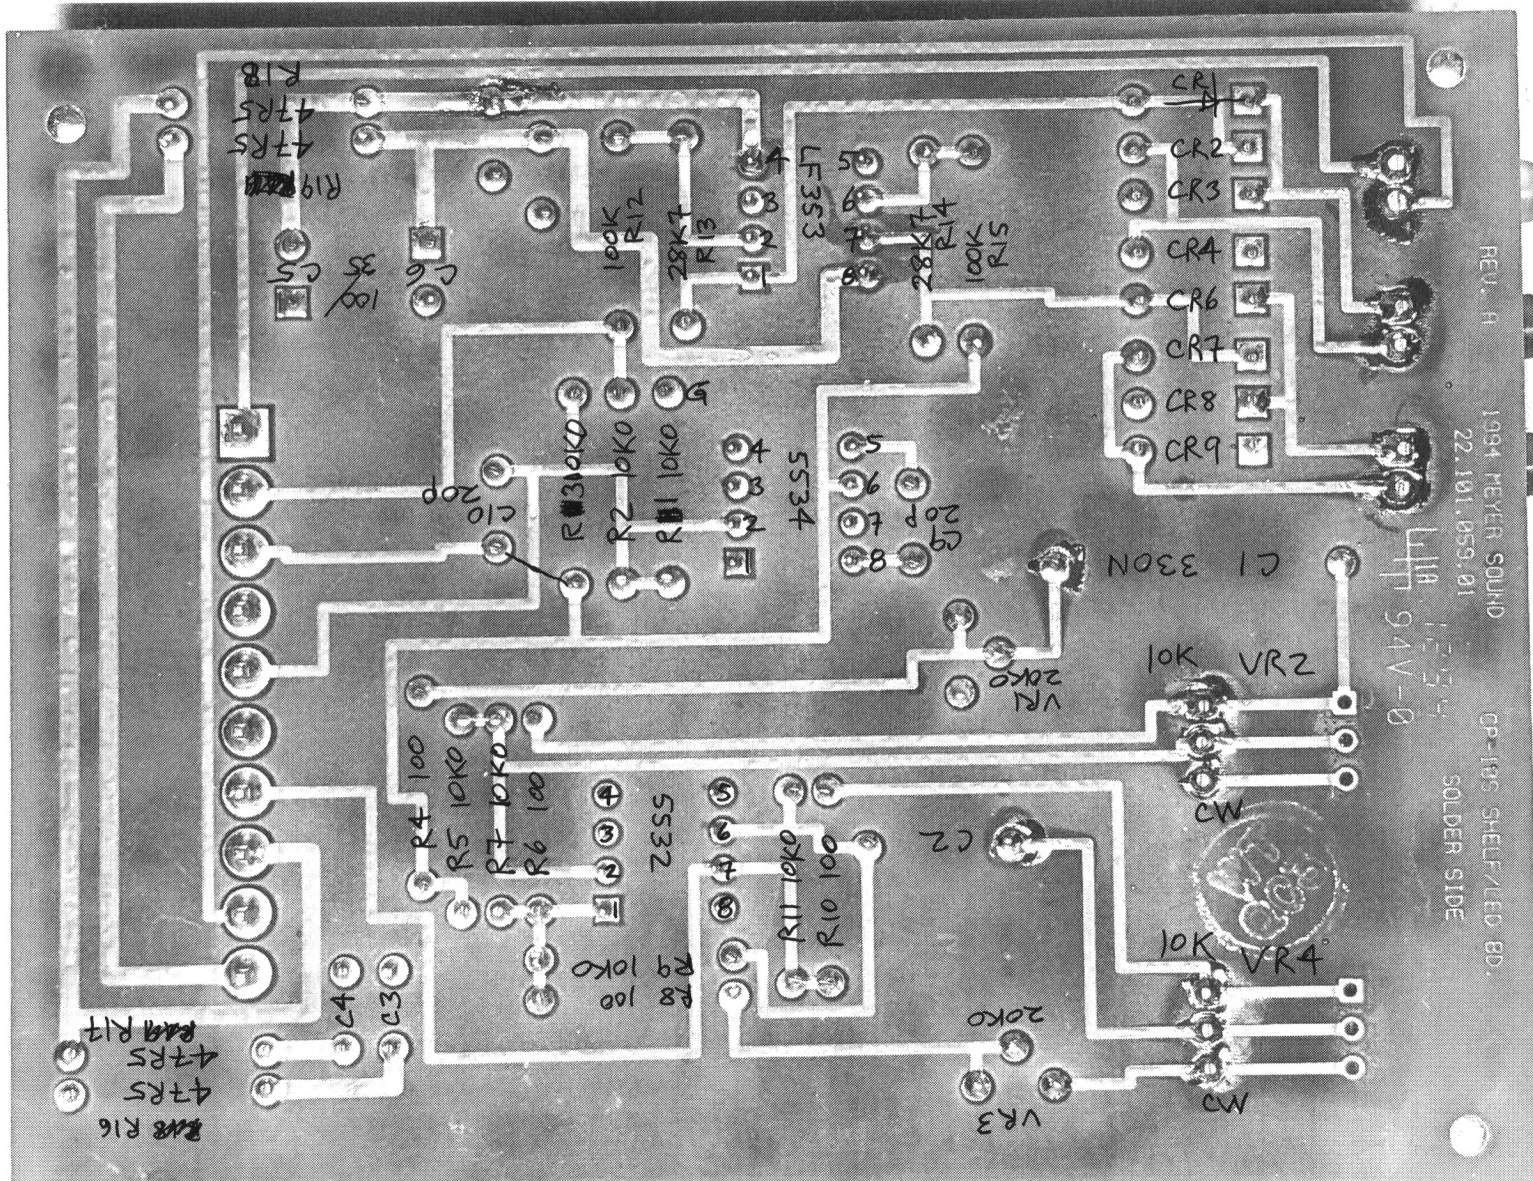 R18
47R5
47R5
R19
C5
100/35
C6
100K
R12
28K7
R13
4
3
2
1
LF353
5
6
7
8
28K7
R14
100K
R15
CR1
CR2
CR3
CR4
CR6
CR7
CR8
CR9
REV. A
1994 MEYER SOUND
22.101.059.01
CP-10S SHELF/LED BD.
SOLDER SIDE
94V-0
20P
C10
R3 10K0
R2 10K0
R1 10K0
G
4
3
2
1
5534
5
6
7
8
20P
C9
330N
C1
20K0
VR1
10K
VR2
CW
R4 100
R5 10K0
R7 10K0
R6 100
4
3
2
1
5532
5
6
7
8
R11 10K0
R10 100
C2
R9 10K0
R8 100
C4
C3
R17
47R5
47R5
R16
10K
VR4
CW
20K0
VR3